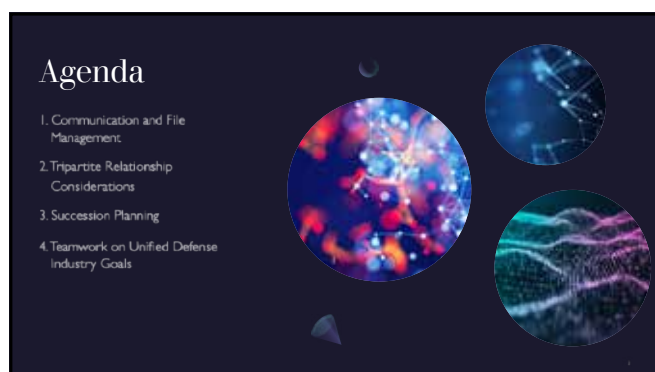 Agenda
1. Communication and File
Management
2. Tripartite Relationship
Considerations
3. Succession Planning
4. Teamwork on Unified Defense
Industry Goals